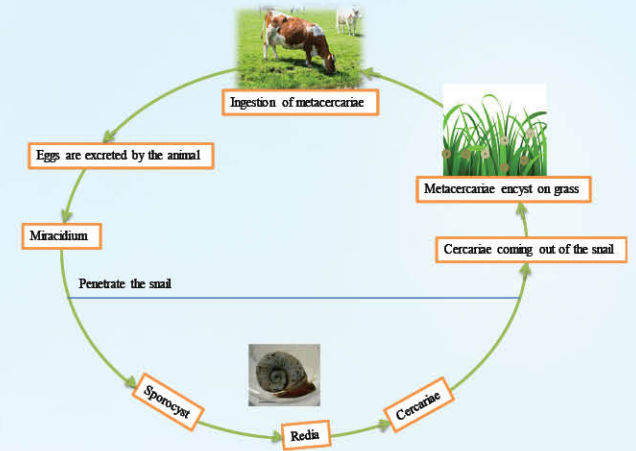 Ingestion of metacercariae
Eggs are excreted by the animal
Miracidium
Penetrate the snail
Sporocyst
Redia
Cercariae
Cercariae coming out of the snail
Metacercariae encyst on grass